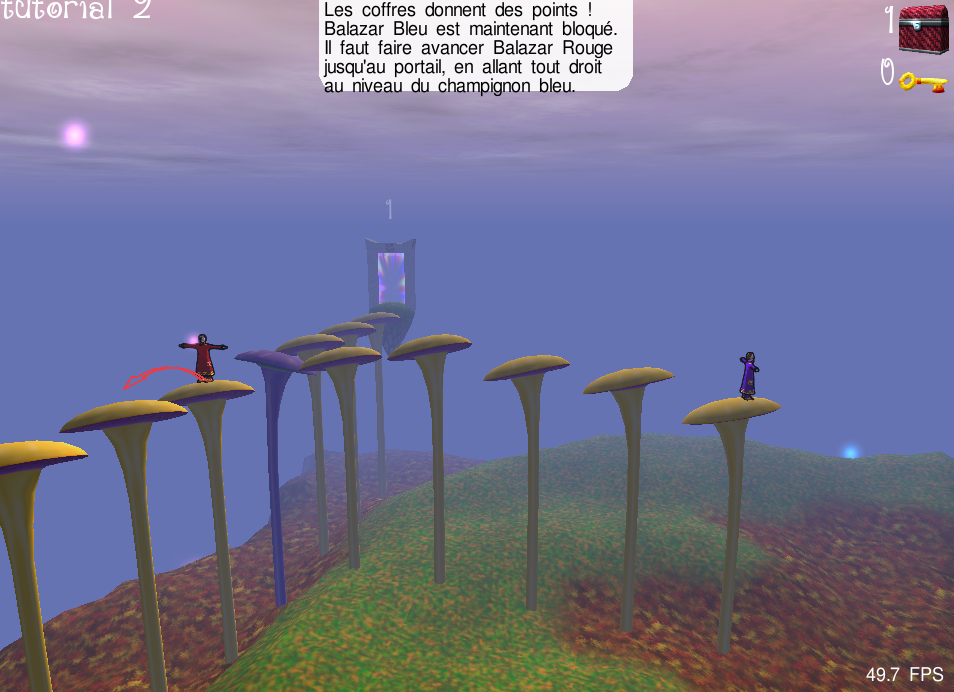 tutorial 2
Les coffres donnent des points !
Balazar Bleu est maintenant bloqué.
Il faut faire avancer Balazar Rouge
jusqu'au portail, en allant tout droit
au niveau du champignon bleu.
1
0
1
49.7 FPS